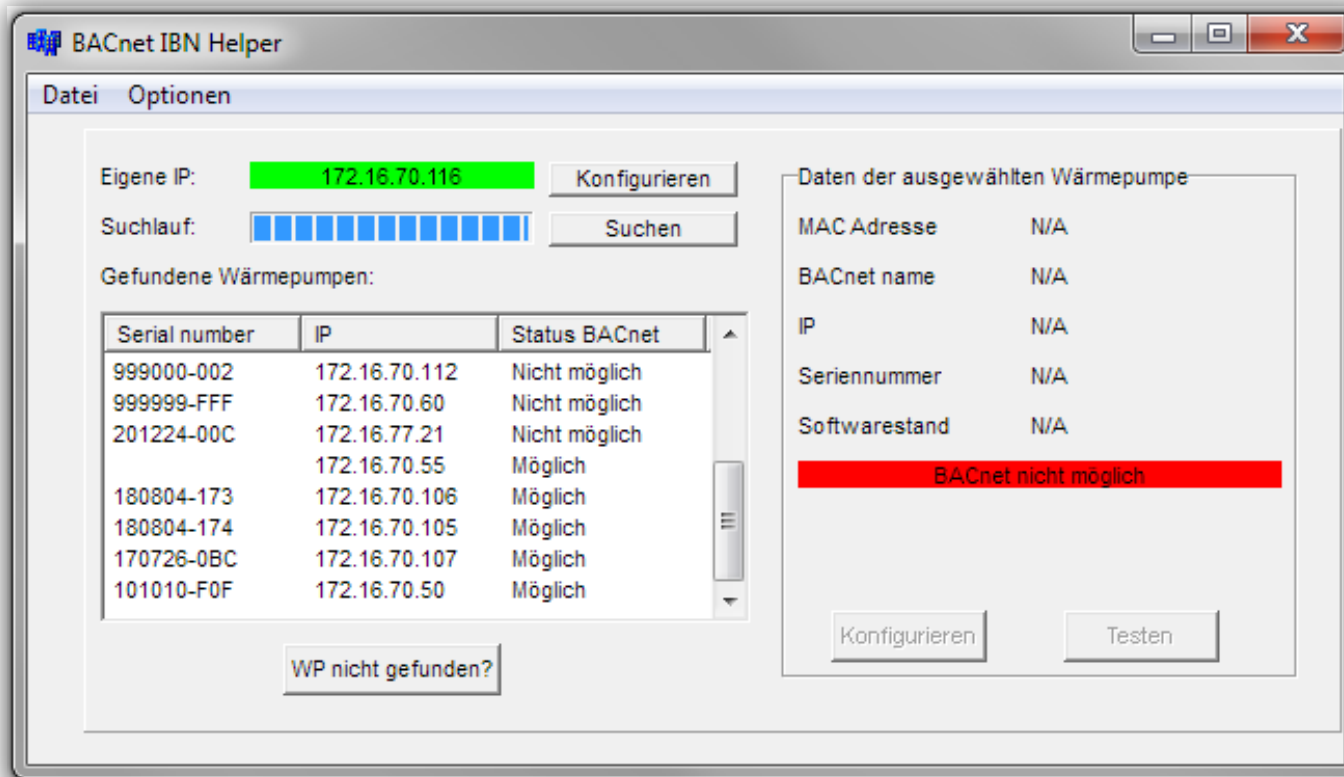 BACnet IBN Helper
Datei Optionen
Eigene IP: 172.16.70.116 Konfigurieren
Suchlauf: Suchen
Gefundene Wärmepumpen:
Serial number IP Status BACnet
999000-002 172.16.70.112 Nicht möglich
999999-FFF 172.16.70.60 Nicht möglich
201224-00C 172.16.77.21 Nicht möglich
172.16.70.55 Möglich
180804-173 172.16.70.106 Möglich
180804-174 172.16.70.105 Möglich
170726-0BC 172.16.70.107 Möglich
101010-F0F 172.16.70.50 Möglich
WP nicht gefunden?
Daten der ausgewählten Wärmepumpe
MAC Adresse N/A
BACnet name N/A
IP N/A
Seriennummer N/A
Softwarestand N/A
BACnet nicht möglich
Konfigurieren Testen